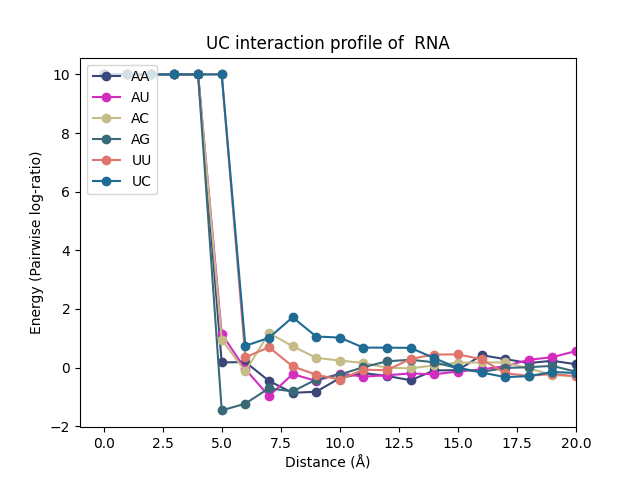 UC interaction profile of  RNA
10
8
6
4
2
0
−2
Energy (Pairwise log-ratio)
AA
AU
AC
AG
UU
UC
0.0 2.5 5.0 7.5 10.0 12.5 15.0 17.5 20.0
Distance (Å)